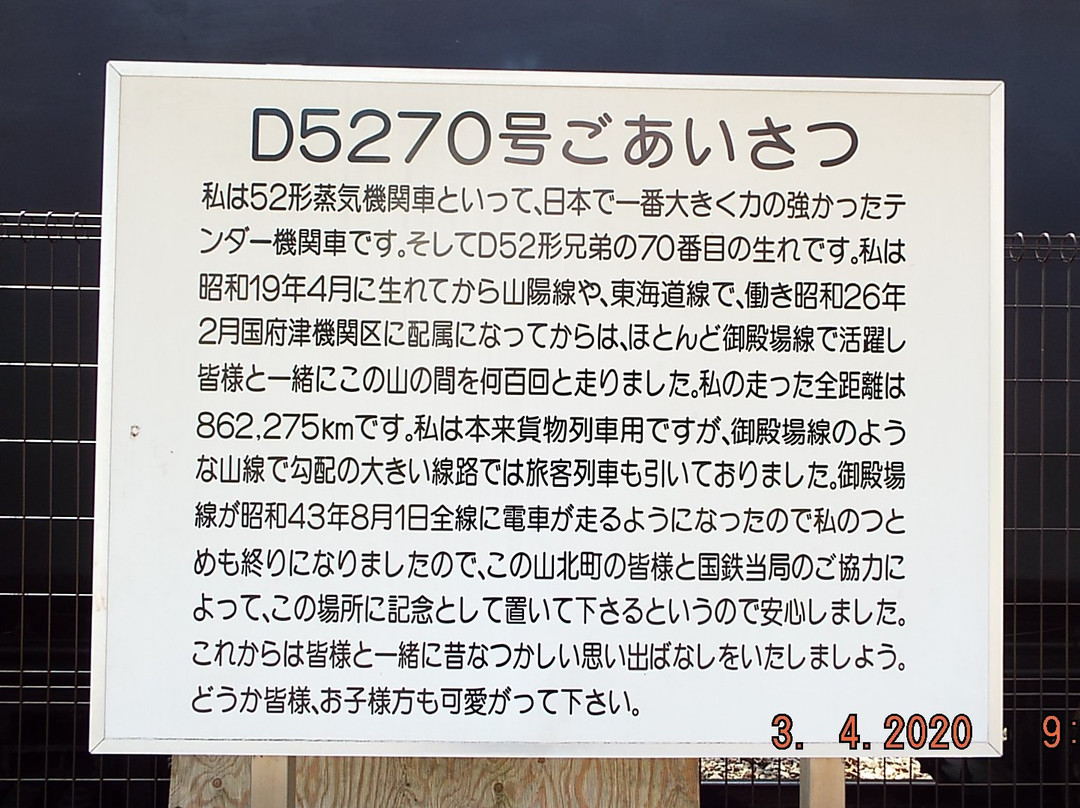 D5270号ごあいさつ
私は52形蒸気機関車といって、日本で一番大きく力の強かったテ
ンダー機関車です。そしてD52形兄弟の70番目の生れです。私は
昭和19年4月に生れてから山陽線や、東海道線で、働き昭和26年
2月国府津機関区に配属になってからは、ほとんど御殿場線で活躍し
皆様と一緒にこの山の間を何百回と走りました。私の走った全距離は
862,275kmです。私は本来貨物列車用ですが、御殿場線のよう
な山線で勾配の大きい線路では旅客列車も引いておりました。御殿場
線が昭和43年8月1日全線に電車が走るようになったので私のつと
めも終りになりましたので、この山北町の皆様と国鉄当局のご協力に
よって、この場所に記念として置いて下さるというので安心しました。
これからは皆様と一緒に昔なつかしい思い出ばなしをいたしましょう。
どうか皆様、お子様方も可愛がって下さい。
3. 4.2020 9: